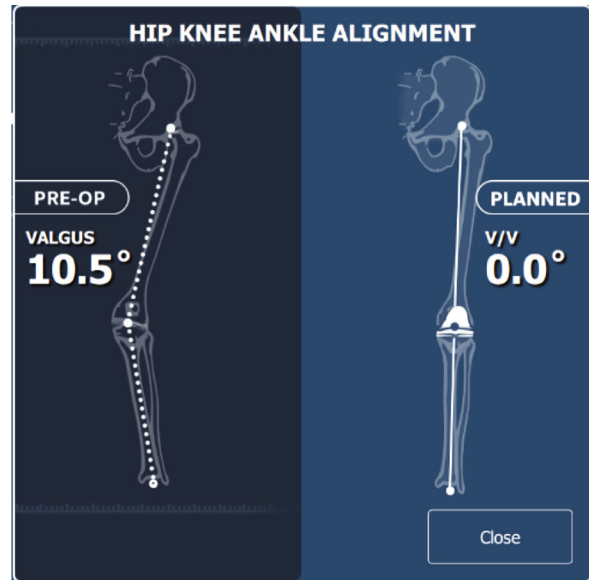 HIP KNEE ANKLE ALIGNMENT
PRE-OP
VALGUS
10.5°
PLANNED
V/V
0.0°
Close